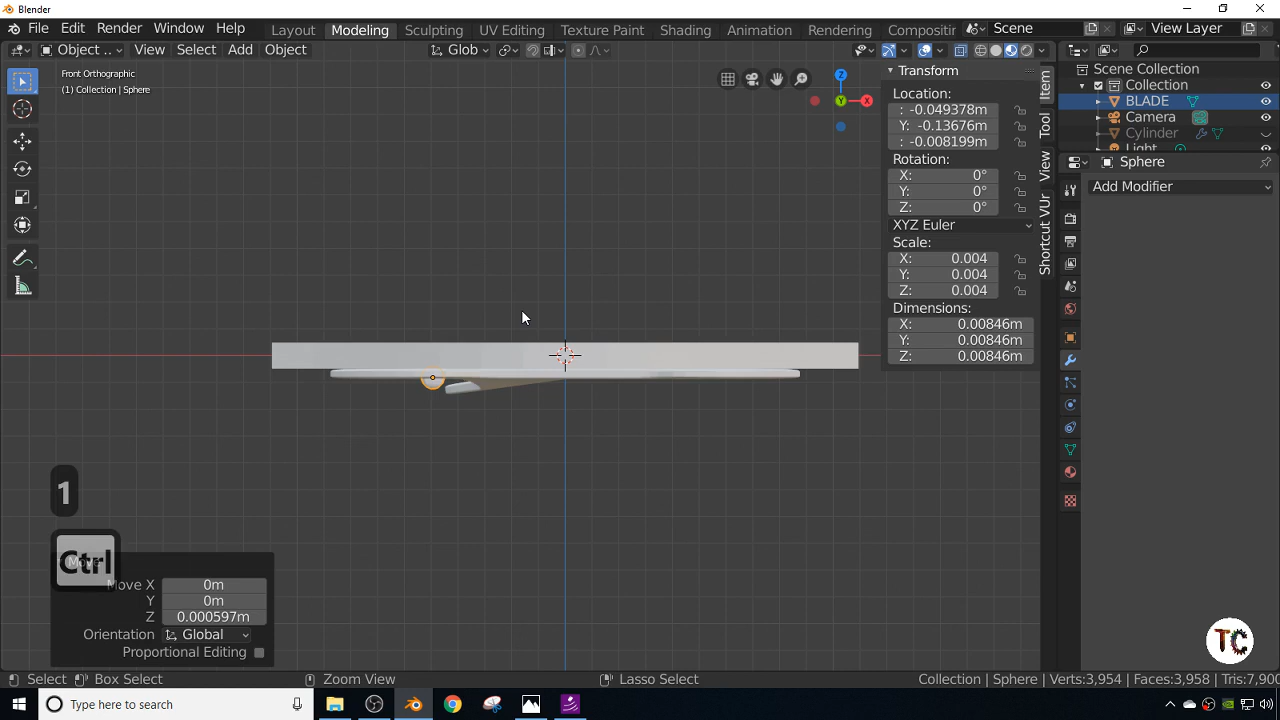 Blender
File Edit Render Window Help Layout Modeling Sculpting UV Editing Texture Paint Shading Animation Rendering Scene View Layer
Object .. View Select Add Object Glob
Front Orthographic
(1) Collection | Sphere
Z
X
Y
Transform
Location:
: -0.049378m
Y: -0.13676m
: -0.008199m
Rotation:
X: 0°
Y: 0°
Z: 0°
XYZ Euler
Scale:
X: 0.004
Y: 0.004
Z: 0.004
Dimensions:
X: 0.00846m
Y: 0.00846m
Z: 0.00846m
Item
Tool
View
Shortcut VUr
Scene Collection
Collection
BLADE
Camera
Cylinder
Light
Sphere
Add Modifier
1
Ctrl
Move
Move X 0m
Y 0m
Z 0.000597m
Orientation Global
Proportional Editing
TC
Select Box Select Zoom View Lasso Select Collection | Sphere | Verts:3,954 | Faces:3,958 | Tris:7,900
Type here to search